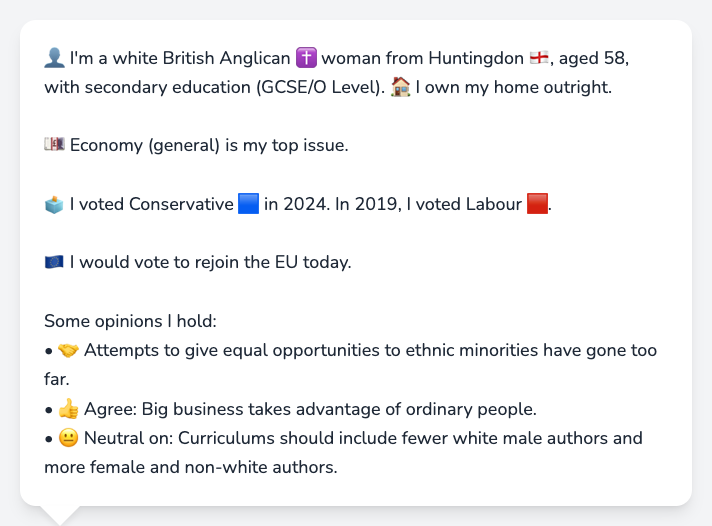 👤 I'm a white British Anglican ✝️ woman from Huntingdon 🏴󠁧󠁢󠁥󠁮󠁧󠁿, aged 58,
with secondary education (GCSE/O Level). 🏠 I own my home outright.
💷 Economy (general) is my top issue.
🗳️ I voted Conservative 🟦 in 2024. In 2019, I voted Labour 🟥.
🇪🇺 I would vote to rejoin the EU today.
Some opinions I hold:
• 🤝 Attempts to give equal opportunities to ethnic minorities have gone too
far.
• 👍 Agree: Big business takes advantage of ordinary people.
• 😐 Neutral on: Curriculums should include fewer white male authors and
more female and non-white authors.